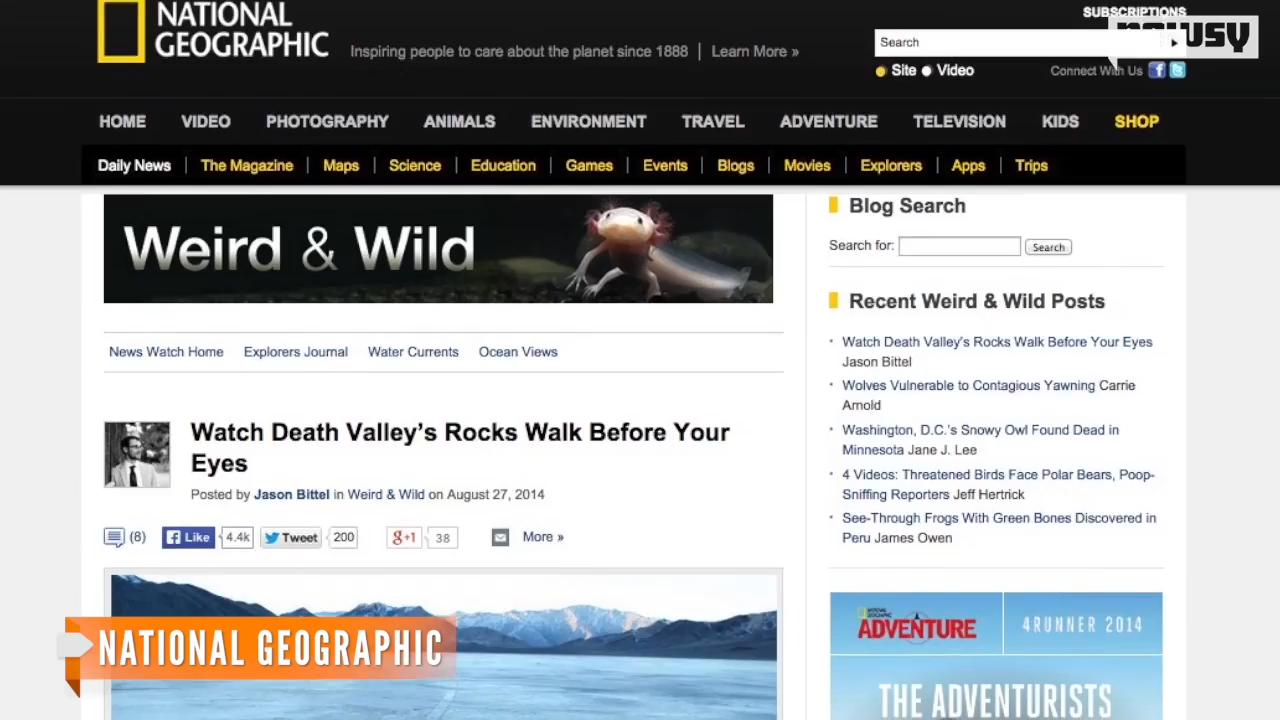 NATIONAL
GEOGRAPHIC
Inspiring people to care about the planet since 1888 | Learn More »
SUBSCRIPTIONS
Search
newsy
Site Video
Connect With Us
HOME VIDEO PHOTOGRAPHY ANIMALS ENVIRONMENT TRAVEL ADVENTURE TELEVISION KIDS SHOP
Daily News | The Magazine | Maps | Science | Education | Games | Events | Blogs | Movies | Explorers | Apps | Trips
Weird & Wild
News Watch Home Explorers Journal Water Currents Ocean Views
Watch Death Valley's Rocks Walk Before Your
Eyes
Posted by Jason Bittel in Weird & Wild on August 27, 2014
(8) Like 4.4k Tweet 200 g+1 38 More »
Blog Search
Search for: Search
Recent Weird & Wild Posts
Watch Death Valley's Rocks Walk Before Your Eyes
Jason Bittel
Wolves Vulnerable to Contagious Yawning Carrie
Arnold
Washington, D.C.'s Snowy Owl Found Dead in
Minnesota Jane J. Lee
4 Videos: Threatened Birds Face Polar Bears, Poop-
Sniffing Reporters Jeff Hertrick
See-Through Frogs With Green Bones Discovered in
Peru James Owen
NATIONAL GEOGRAPHIC
ADVENTURE
4RUNNER 2014
THE ADVENTURISTS
NATIONAL GEOGRAPHIC